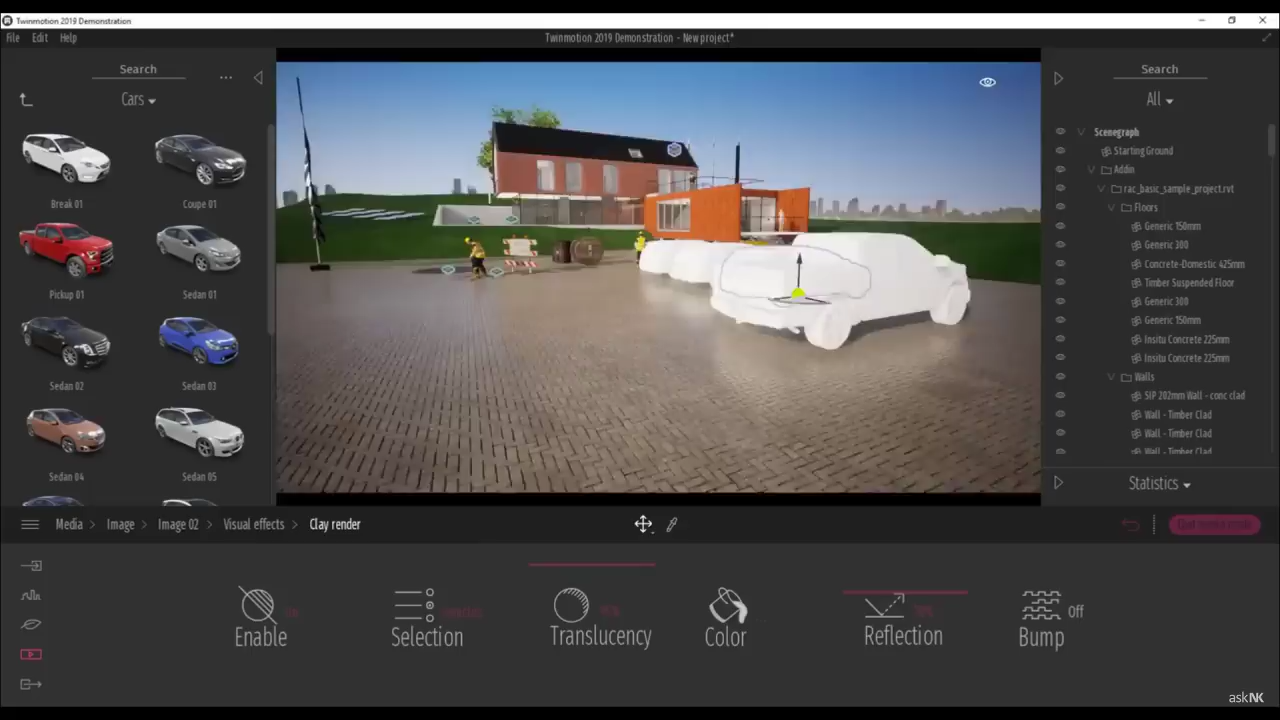 Twinmotion 2019 Demonstration
File Edit Help
Twinmotion 2019 Demonstration - New project*
Search
...
Cars
Break 01
Coupe 01
Pickup 01
Sedan 01
Sedan 02
Sedan 03
Sedan 04
Sedan 05
Search
All
Scenegraph
Starting Ground
Addin
rac_basic_sample_project.rvt
Floors
Generic 150mm
Generic 300
Concrete-Domestic 425mm
Timber Suspended Floor
Generic 300
Generic 150mm
Insitu Concrete 225mm
Insitu Concrete 225mm
Walls
SIP 202mm Wall - conc clad
Wall - Timber Clad
Wall - Timber Clad
Wall - Timber Clad
Statistics
Media > Image > Image 02 > Visual effects > Clay render
Enable
Selection
Translucency
Color
Reflection
Bump
Off
askNK